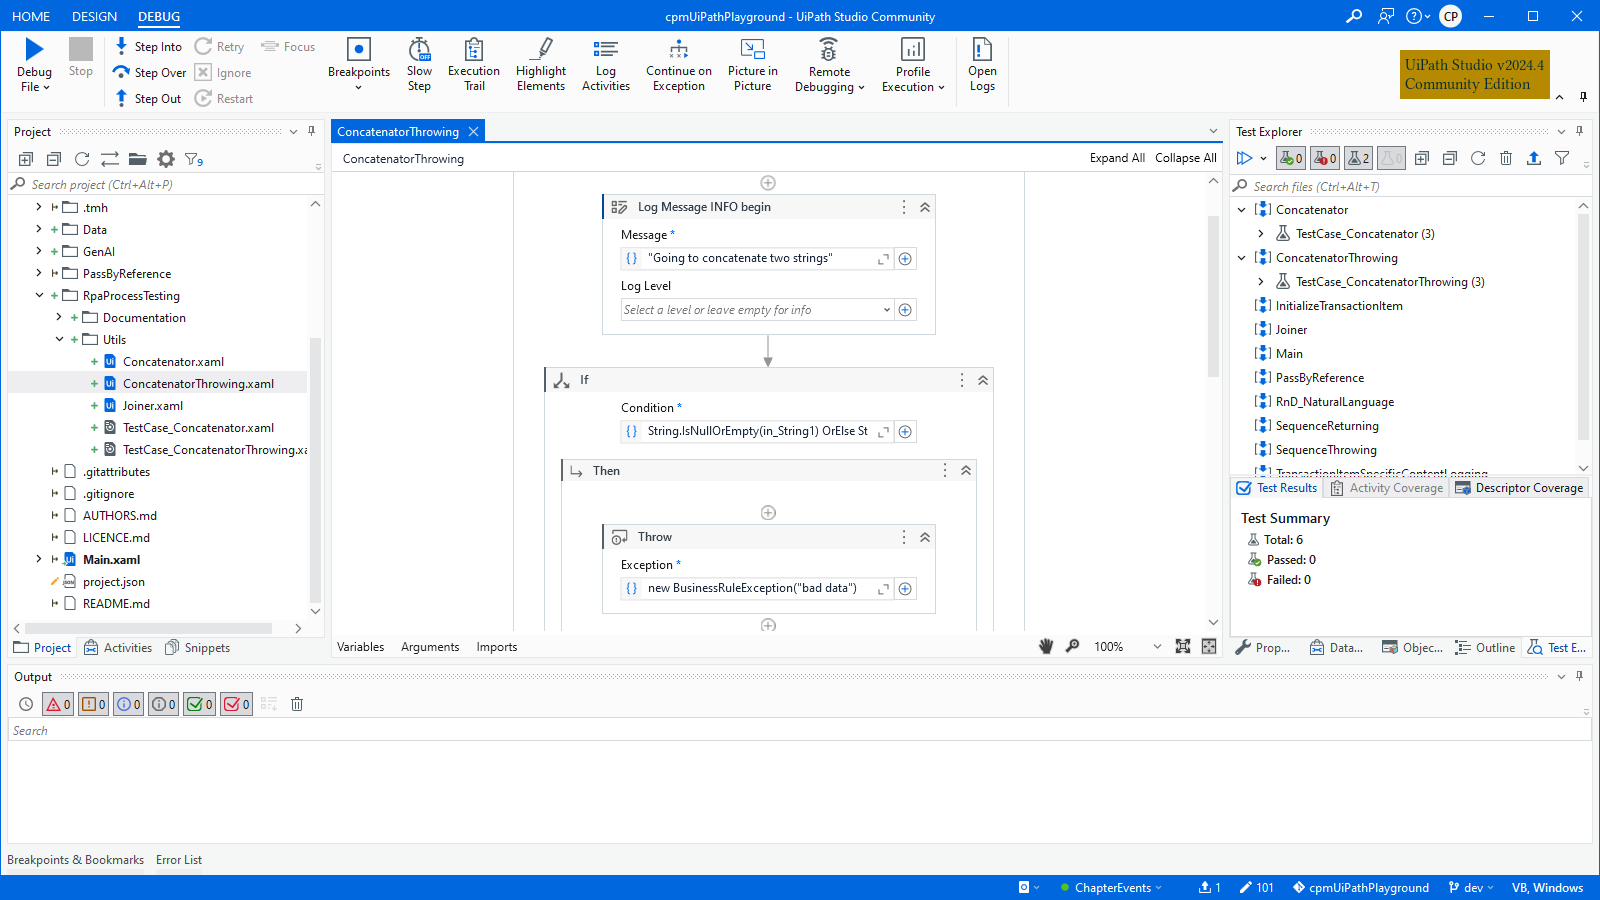 HOME DESIGN DEBUG
cpmUiPathPlayground - UiPath Studio Community
CP
Debug File
Stop
Step Into
Step Over
Step Out
Retry
Ignore
Restart
Focus
Breakpoints
Slow Step
Execution Trail
Highlight Elements
Log Activities
Continue on Exception
Picture in Picture
Remote Debugging
Profile Execution
Open Logs
UiPath Studio v2024.4
Community Edition
Project
9
Search project (Ctrl+Alt+P)
.tmh
Data
GenAI
PassByReference
RpaProcessTesting
Documentation
Utils
Concatenator.xaml
ConcatenatorThrowing.xaml
Joiner.xaml
TestCase_Concatenator.xaml
TestCase_ConcatenatorThrowing.xa
.gitattributes
.gitignore
AUTHORS.md
LICENCE.md
Main.xaml
project.json
README.md
Project Activities Snippets
ConcatenatorThrowing
ConcatenatorThrowing
Expand All Collapse All
Log Message INFO begin
Message *
"Going to concatenate two strings"
Log Level
Select a level or leave empty for info
If
Condition *
String.IsNullOrEmpty(in_String1) OrElse St
Then
Throw
Exception *
new BusinessRuleException("bad data")
Variables Arguments Imports
100%
Test Explorer
0 0 2 0
Search files (Ctrl+Alt+T)
Concatenator
TestCase_Concatenator (3)
ConcatenatorThrowing
TestCase_ConcatenatorThrowing (3)
InitializeTransactionItem
Joiner
Main
PassByReference
RnD_NaturalLanguage
SequenceReturning
SequenceThrowing
TransactionItemSpecificContentLogging
Test Results Activity Coverage Descriptor Coverage
Test Summary
Total: 6
Passed: 0
Failed: 0
Prop... Data... Objec... Outline Test E...
Output
0 0 0 0 0 0
Search
Breakpoints & Bookmarks Error List
ChapterEvents 1 101 cpmUiPathPlayground dev VB, Windows